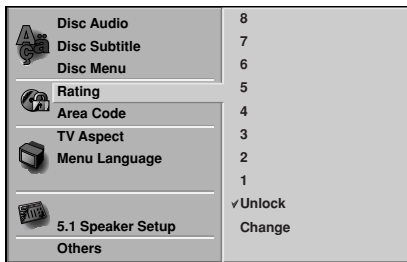 Disc Audio
Disc Subtitle
Disc Menu
Rating
Area Code
TV Aspect
Menu Language
5.1 Speaker Setup
Others
8
7
6
5
4
3
2
1
✓Unlock
Change